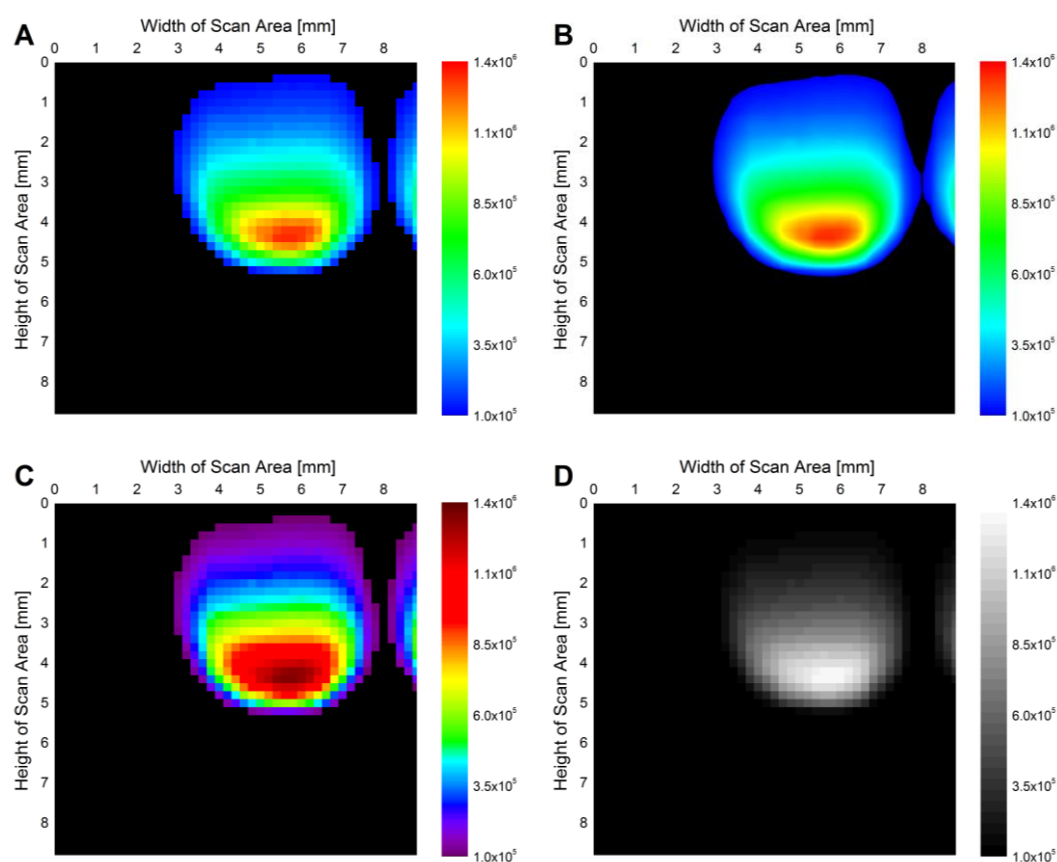 A
Width of Scan Area [mm]
0 1 2 3 4 5 6 7 8
0
1
2
3
4
5
6
7
8
Height of Scan Area [mm]
1.4x10⁶
1.1x10⁶
8.5x10⁵
6.0x10⁵
3.5x10⁵
1.0x10⁵
B
Width of Scan Area [mm]
0 1 2 3 4 5 6 7 8
0
1
2
3
4
5
6
7
8
Height of Scan Area [mm]
1.4x10⁶
1.1x10⁶
8.5x10⁵
6.0x10⁵
3.5x10⁵
1.0x10⁵
C
Width of Scan Area [mm]
0 1 2 3 4 5 6 7 8
0
1
2
3
4
5
6
7
8
Height of Scan Area [mm]
1.4x10⁶
1.1x10⁶
8.5x10⁵
6.0x10⁵
3.5x10⁵
1.0x10⁵
D
Width of Scan Area [mm]
0 1 2 3 4 5 6 7 8
0
1
2
3
4
5
6
7
8
Height of Scan Area [mm]
1.4x10⁶
1.1x10⁶
8.5x10⁵
6.0x10⁵
3.5x10⁵
1.0x10⁵